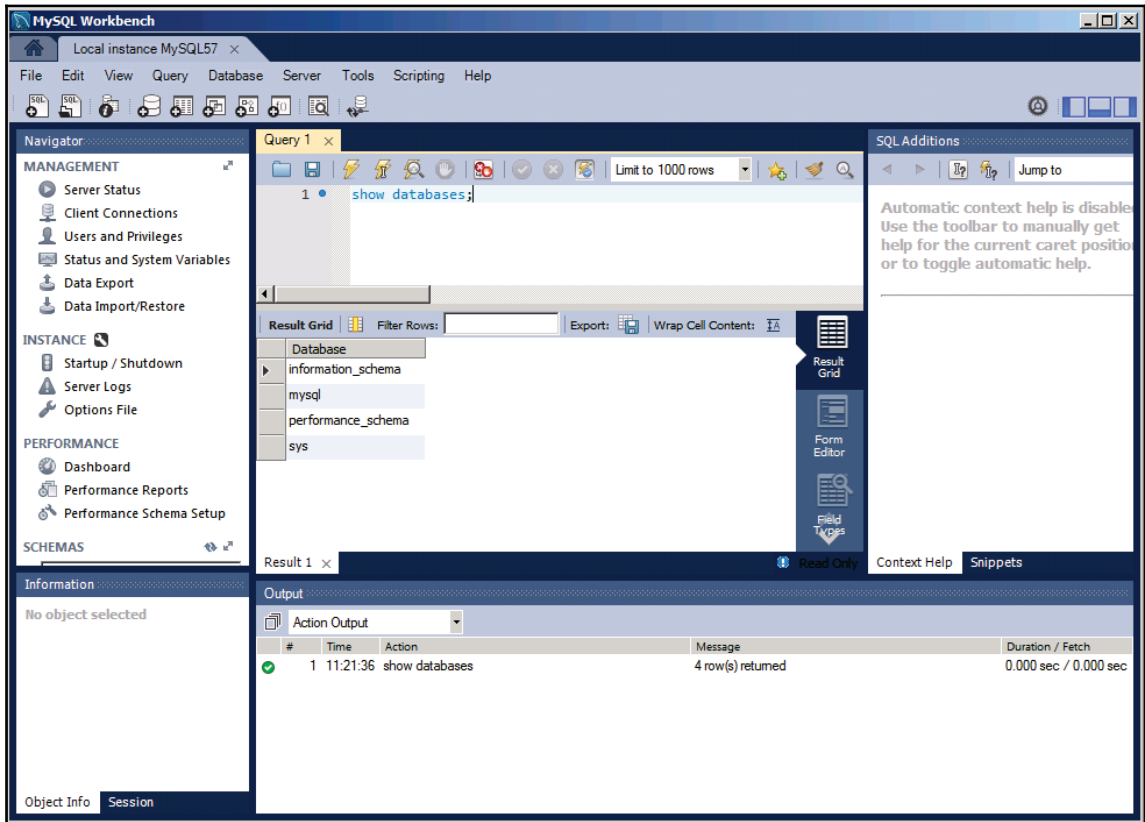 MySQL Workbench
Local instance MySQL57
File Edit View Query Database Server Tools Scripting Help
SQL SQL
Navigator
MANAGEMENT
Server Status
Client Connections
Users and Privileges
Status and System Variables
Data Export
Data Import/Restore
INSTANCE
Startup / Shutdown
Server Logs
Options File
PERFORMANCE
Dashboard
Performance Reports
Performance Schema Setup
SCHEMAS
Query 1
Limit to 1000 rows
1 show databases;
Result Grid Filter Rows: Export: Wrap Cell Content:
Database
information_schema
mysql
performance_schema
sys
Result
Grid
Form
Editor
Field
Types
Result 1 Read Only
SQL Additions
Jump to
Automatic context help is disable
Use the toolbar to manually get
help for the current caret positio
or to toggle automatic help.
Context Help Snippets
Information
No object selected
Object Info Session
Output
Action Output
# Time Action Message Duration / Fetch
1 11:21:36 show databases 4 row(s) returned 0.000 sec / 0.000 sec